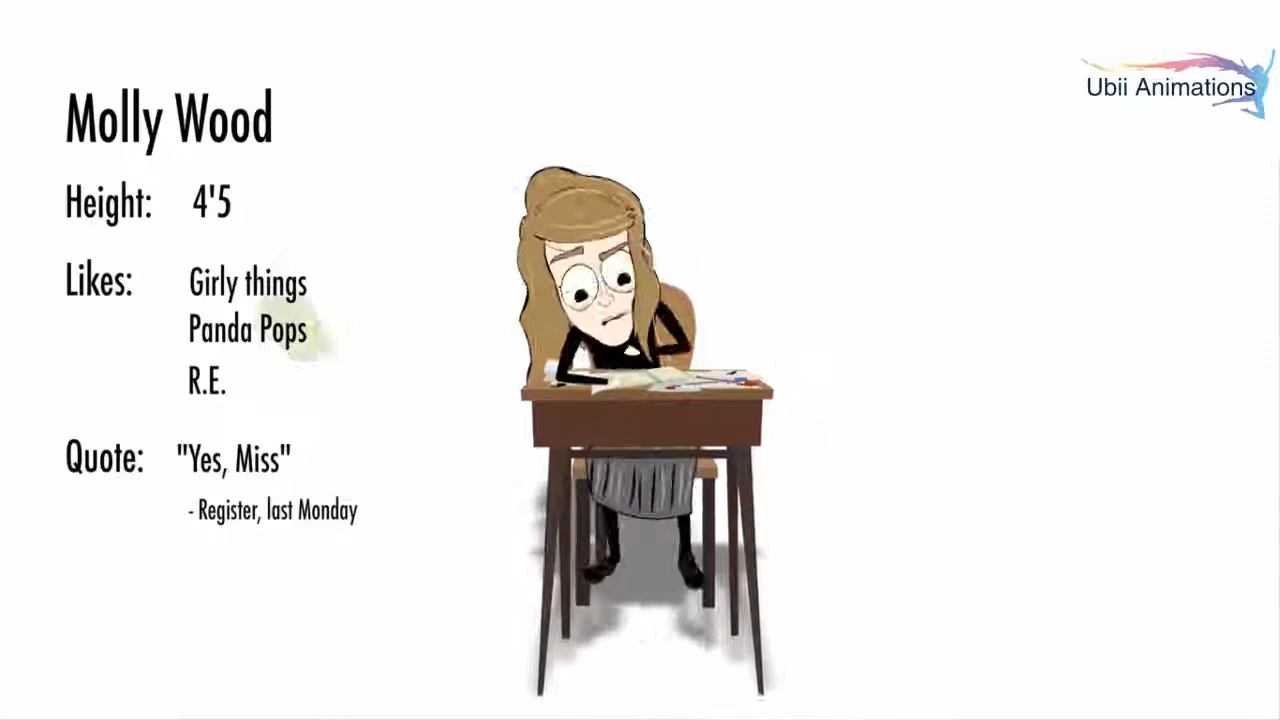 Molly Wood
Height: 4'5
Likes: Girly things
Panda Pops
R.E.
Quote: "Yes, Miss"
- Register, last Monday
Ubii Animations